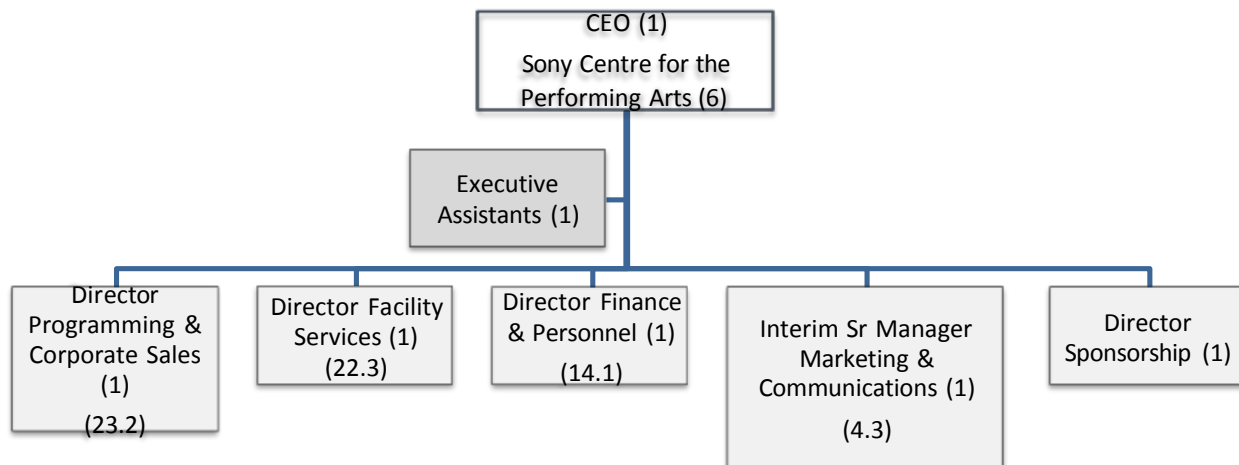 CEO (1)
Sony Centre for the
Performing Arts (6)
Executive
Assistants (1)
Director
Programming &
Corporate Sales
(1)
(23.2)
Director Facility
Services (1)
(22.3)
Director Finance
& Personnel (1)
(14.1)
Interim Sr Manager
Marketing &
Communications (1)
(4.3)
Director
Sponsorship (1)